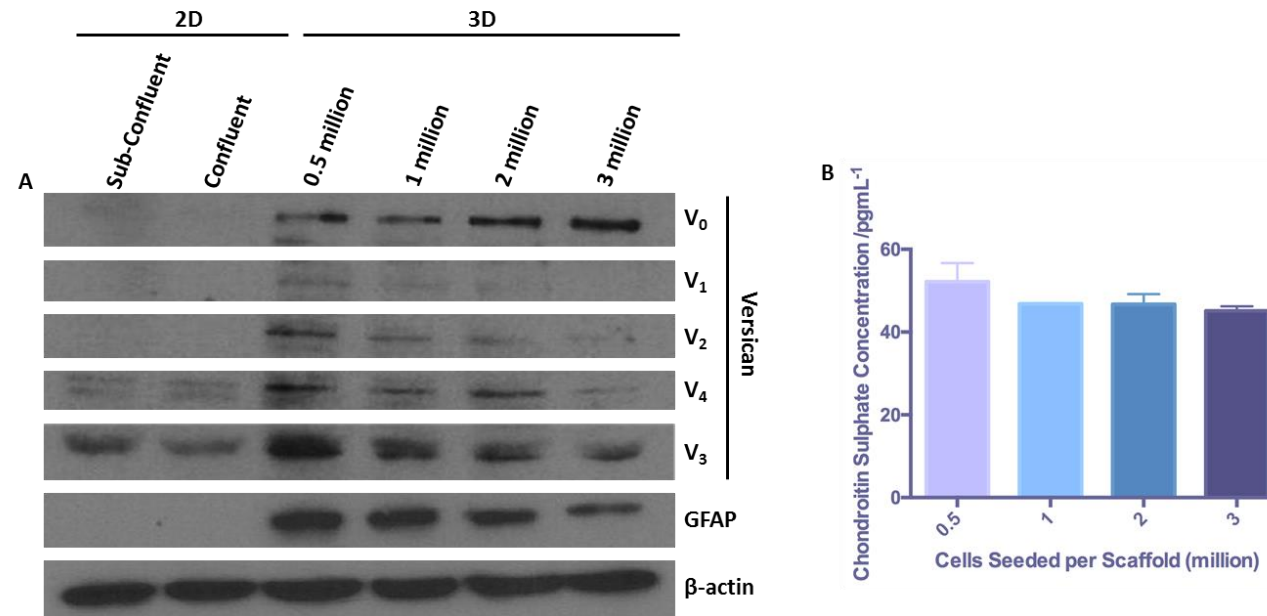 2D
3D
Sub-Confluent
Confluent
0.5 million
1 million
2 million
3 million
A
V₀
V₁
V₂
V₄
V₃
Versican
GFAP
β-actin
B
Chondroitin Sulphate Concentration /pgmL⁻¹
60
40
20
0
0.5
1
2
3
Cells Seeded per Scaffold (million)